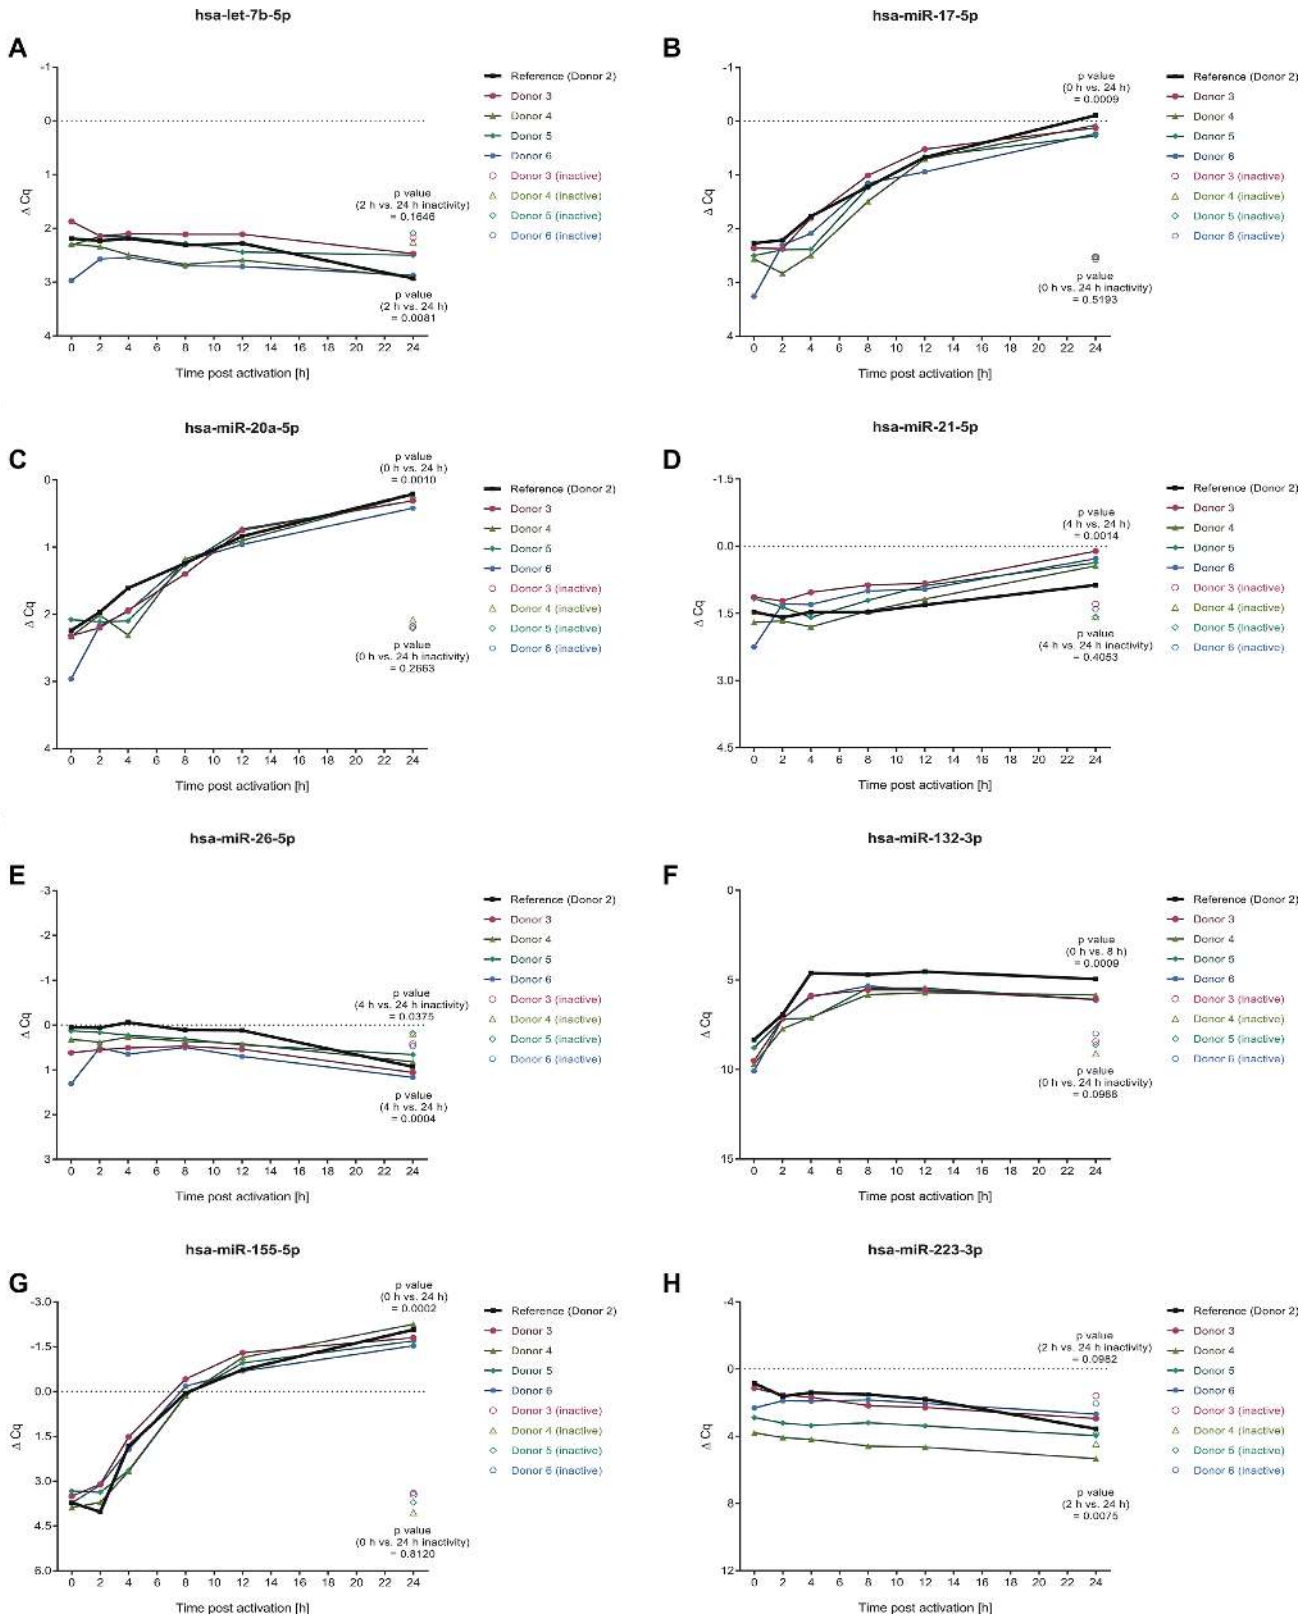 hsa-let-7b-5p
A
-1
0
1
2
3
4
Δ Cq
p value
(2 h vs. 24 h inactivity)
= 0.1646
p value
(2 h vs. 24 h)
= 0.0081
0 2 4 6 8 10 12 14 16 18 20 22 24
Time post activation [h]
Reference (Donor 2)
Donor 3
Donor 4
Donor 5
Donor 6
Donor 3 (inactive)
Donor 4 (inactive)
Donor 5 (inactive)
Donor 6 (inactive)
hsa-miR-17-5p
B
-1
0
1
2
3
4
Δ Cq
p value
(0 h vs. 24 h)
= 0.0009
p value
(0 h vs. 24 h inactivity)
= 0.5193
0 2 4 6 8 10 12 14 16 18 20 22 24
Time post activation [h]
Reference (Donor 2)
Donor 3
Donor 4
Donor 5
Donor 6
Donor 3 (inactive)
Donor 4 (inactive)
Donor 5 (inactive)
Donor 6 (inactive)
hsa-miR-20a-5p
C
0
1
2
3
4
Δ Cq
p value
(0 h vs. 24 h)
= 0.0010
p value
(0 h vs. 24 h inactivity)
= 0.2663
0 2 4 6 8 10 12 14 16 18 20 22 24
Time post activation [h]
Reference (Donor 2)
Donor 3
Donor 4
Donor 5
Donor 6
Donor 3 (inactive)
Donor 4 (inactive)
Donor 5 (inactive)
Donor 6 (inactive)
hsa-miR-21-5p
D
-1.5
0.0
1.5
3.0
4.5
Δ Cq
p value
(4 h vs. 24 h)
= 0.0014
p value
(4 h vs. 24 h inactivity)
= 0.4053
0 2 4 6 8 10 12 14 16 18 20 22 24
Time post activation [h]
Reference (Donor 2)
Donor 3
Donor 4
Donor 5
Donor 6
Donor 3 (inactive)
Donor 4 (inactive)
Donor 5 (inactive)
Donor 6 (inactive)
hsa-miR-26-5p
E
-3
-2
-1
0
1
2
3
Δ Cq
p value
(4 h vs. 24 h inactivity)
= 0.0375
p value
(4 h vs. 24 h)
= 0.0004
0 2 4 6 8 10 12 14 16 18 20 22 24
Time post activation [h]
Reference (Donor 2)
Donor 3
Donor 4
Donor 5
Donor 6
Donor 3 (inactive)
Donor 4 (inactive)
Donor 5 (inactive)
Donor 6 (inactive)
hsa-miR-132-3p
F
0
5
10
15
Δ Cq
p value
(0 h vs. 8 h)
= 0.0009
p value
(0 h vs. 24 h inactivity)
= 0.0988
0 2 4 6 8 10 12 14 16 18 20 22 24
Time post activation [h]
Reference (Donor 2)
Donor 3
Donor 4
Donor 5
Donor 6
Donor 3 (inactive)
Donor 4 (inactive)
Donor 5 (inactive)
Donor 6 (inactive)
hsa-miR-155-5p
G
-3.0
-1.5
0.0
1.5
3.0
4.5
6.0
Δ Cq
p value
(0 h vs. 24 h)
= 0.0002
p value
(0 h vs. 24 h inactivity)
= 0.8120
0 2 4 6 8 10 12 14 16 18 20 22 24
Time post activation [h]
Reference (Donor 2)
Donor 3
Donor 4
Donor 5
Donor 6
Donor 3 (inactive)
Donor 4 (inactive)
Donor 5 (inactive)
Donor 6 (inactive)
hsa-miR-223-3p
H
-4
0
4
8
12
Δ Cq
p value
(2 h vs. 24 h inactivity)
= 0.0982
p value
(2 h vs. 24 h)
= 0.0075
0 2 4 6 8 10 12 14 16 18 20 22 24
Time post activation [h]
Reference (Donor 2)
Donor 3
Donor 4
Donor 5
Donor 6
Donor 3 (inactive)
Donor 4 (inactive)
Donor 5 (inactive)
Donor 6 (inactive)